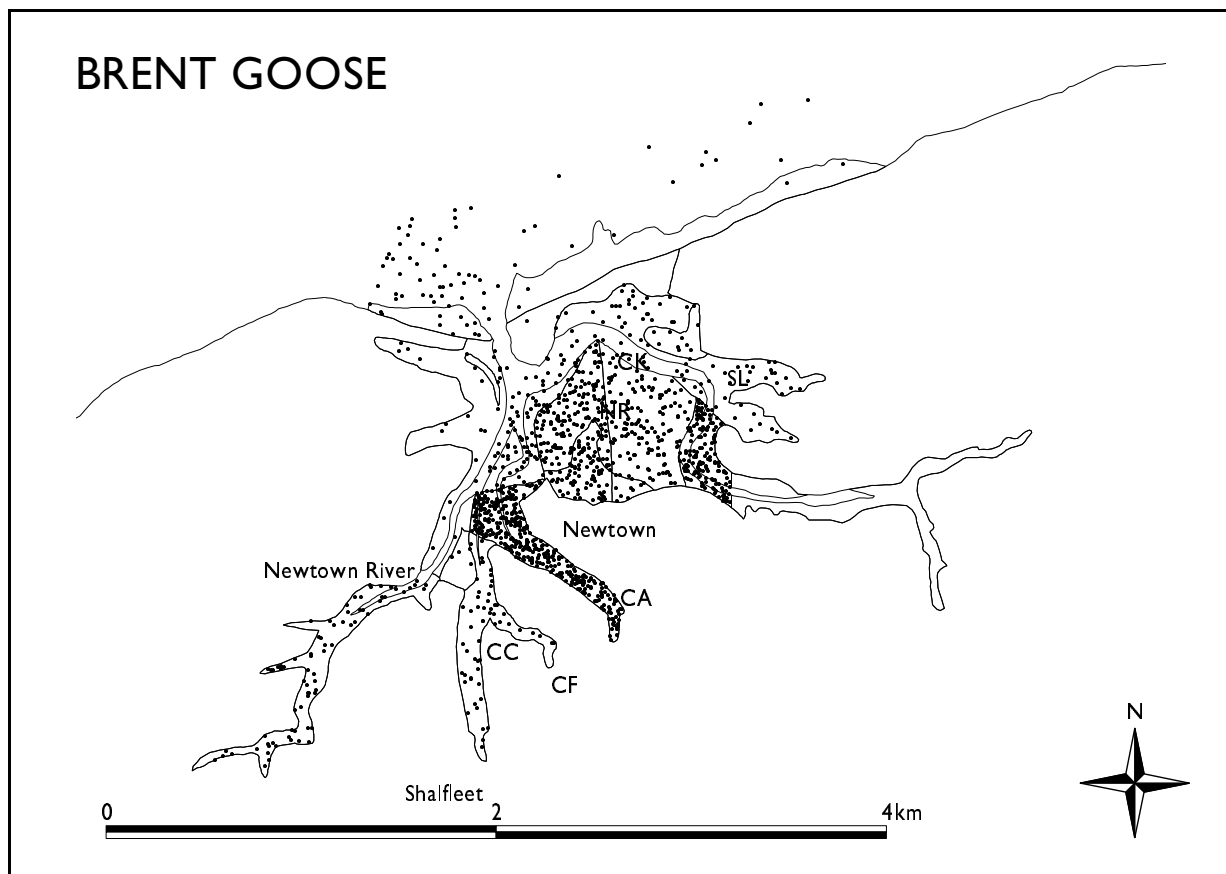 BRENT GOOSE
CK
SL
NR
Newtown
Newtown River
CA
CC
CF
N
Shalfleet
0 2 4km